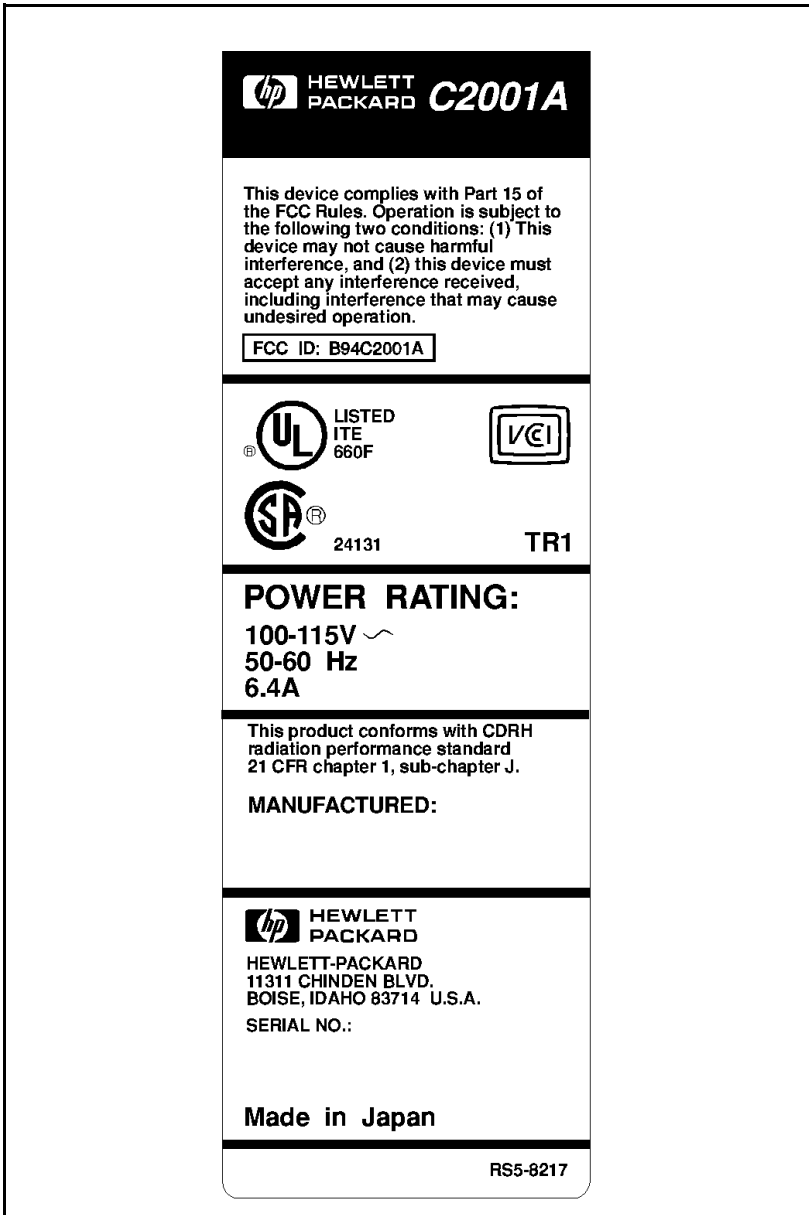 hp HEWLETT PACKARD C2001A
This device complies with Part 15 of
the FCC Rules. Operation is subject to
the following two conditions: (1) This
device may not cause harmful
interference, and (2) this device must
accept any interference received,
including interference that may cause
undesired operation.
FCC ID: B94C2001A
® UL LISTED
ITE
660F
VCCI
CSA ®
24131
TR1
POWER RATING:
100-115V ~
50-60 Hz
6.4A
This product conforms with CDRH
radiation performance standard
21 CFR chapter 1, sub-chapter J.
MANUFACTURED:
hp HEWLETT
PACKARD
HEWLETT-PACKARD
11311 CHINDEN BLVD.
BOISE, IDAHO 83714 U.S.A.
SERIAL NO.:
Made in Japan
RS5-8217